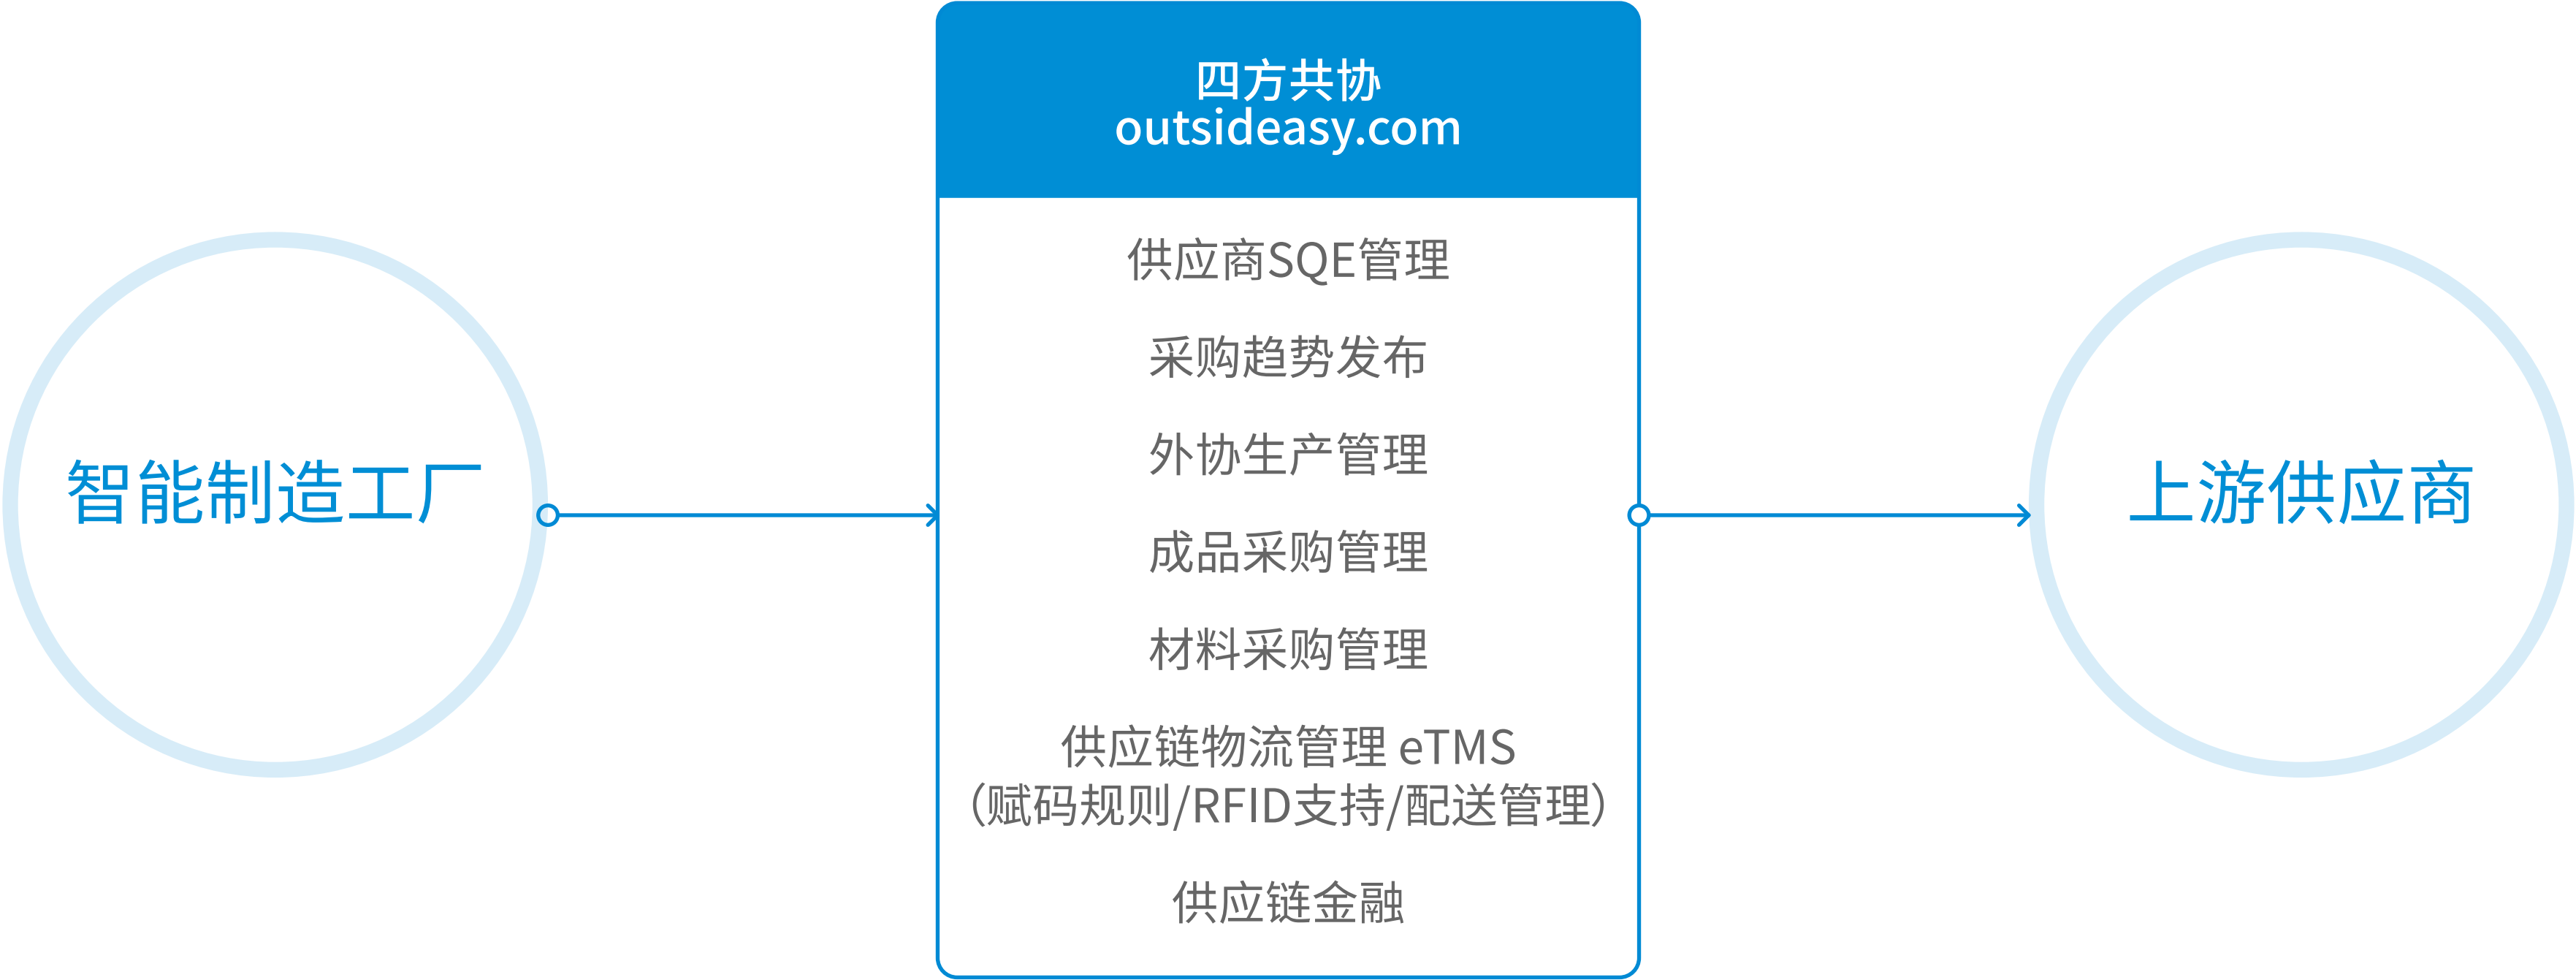 四方共协
outsideasy.com
智能制造工厂
供应商SQE管理
采购趋势发布
外协生产管理
成品采购管理
材料采购管理
供应链物流管理 eTMS
（赋码规则/RFID支持/配送管理）
供应链金融
上游供应商